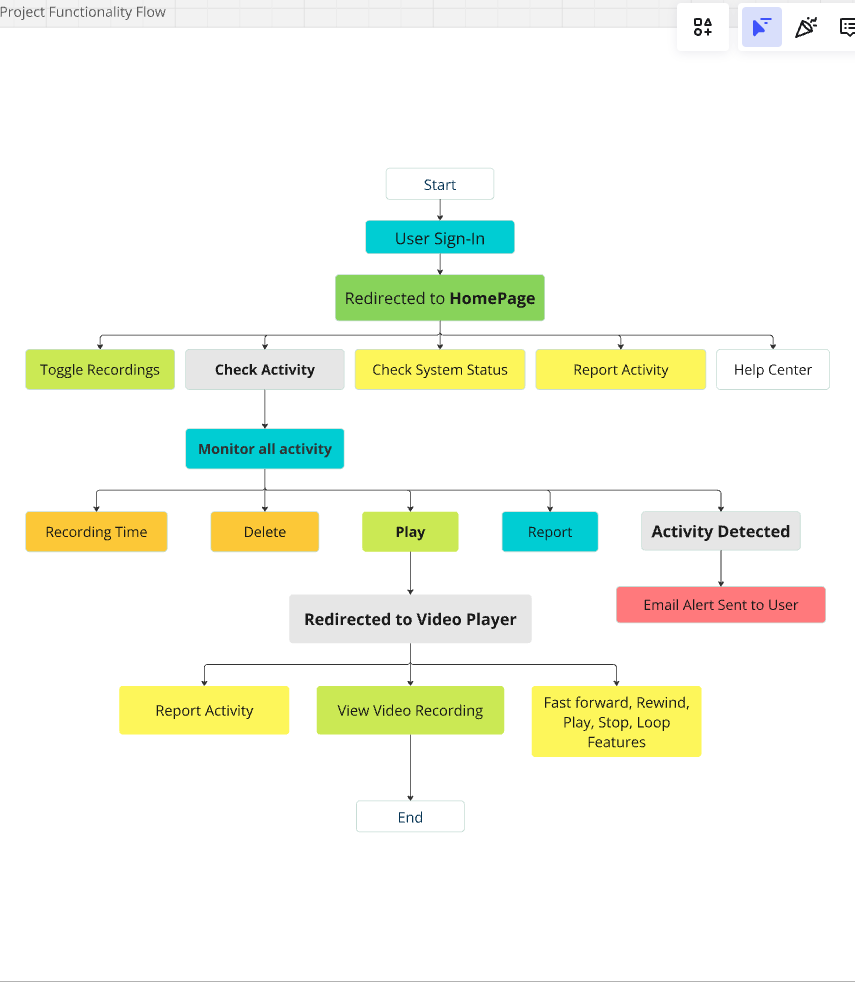 Project Functionality Flow
Start
User Sign-In
Redirected to HomePage
Toggle Recordings
Check Activity
Check System Status
Report Activity
Help Center
Monitor all activity
Recording Time
Delete
Play
Report
Activity Detected
Email Alert Sent to User
Redirected to Video Player
Report Activity
View Video Recording
Fast forward, Rewind,
Play, Stop, Loop
Features
End